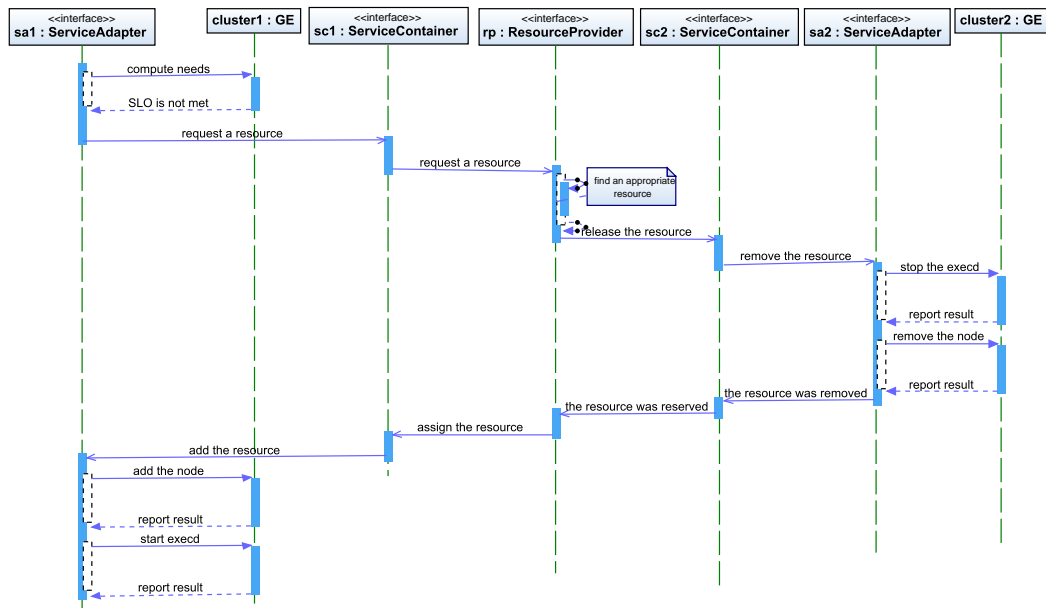 <<interface>>
sa1 : ServiceAdapter
cluster1 : GE
<<interface>>
sc1 : ServiceContainer
<<interface>>
rp : ResourceProvider
<<interface>>
sc2 : ServiceContainer
<<interface>>
sa2 : ServiceAdapter
cluster2 : GE
compute needs
SLO is not met
request a resource
request a resource
find an appropriate
resource
release the resource
remove the resource
stop the execd
report result
remove the node
report result
the resource was removed
the resource was reserved
assign the resource
add the resource
add the node
report result
start execd
report result